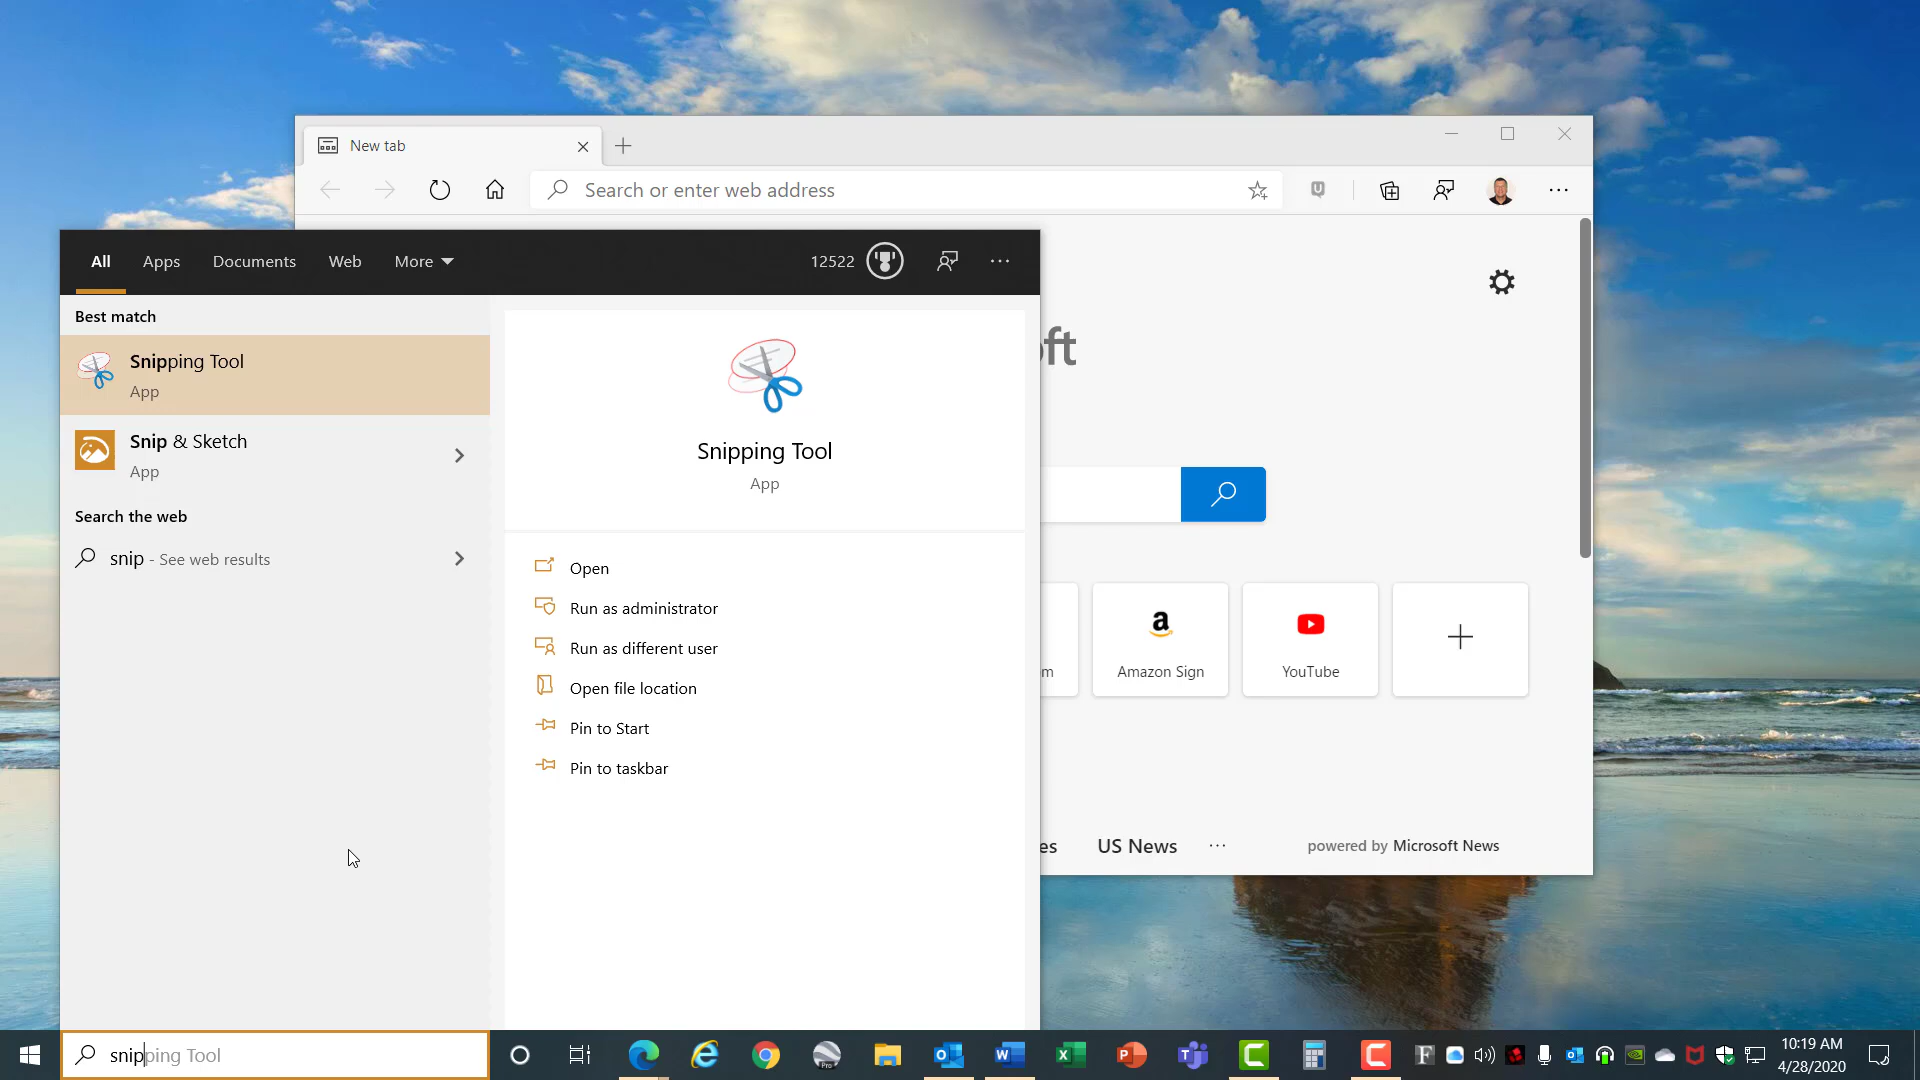 New tab
Search or enter web address
All Apps Documents Web More 12522
Best match
Snipping Tool
App
Snip & Sketch
App
Search the web
snip - See web results
Snipping Tool
App
Open
Run as administrator
Run as different user
Open file location
Pin to Start
Pin to taskbar
oft
m
Amazon Sign
YouTube
es US News powered by Microsoft News
snipping Tool
10:19 AM
4/28/2020